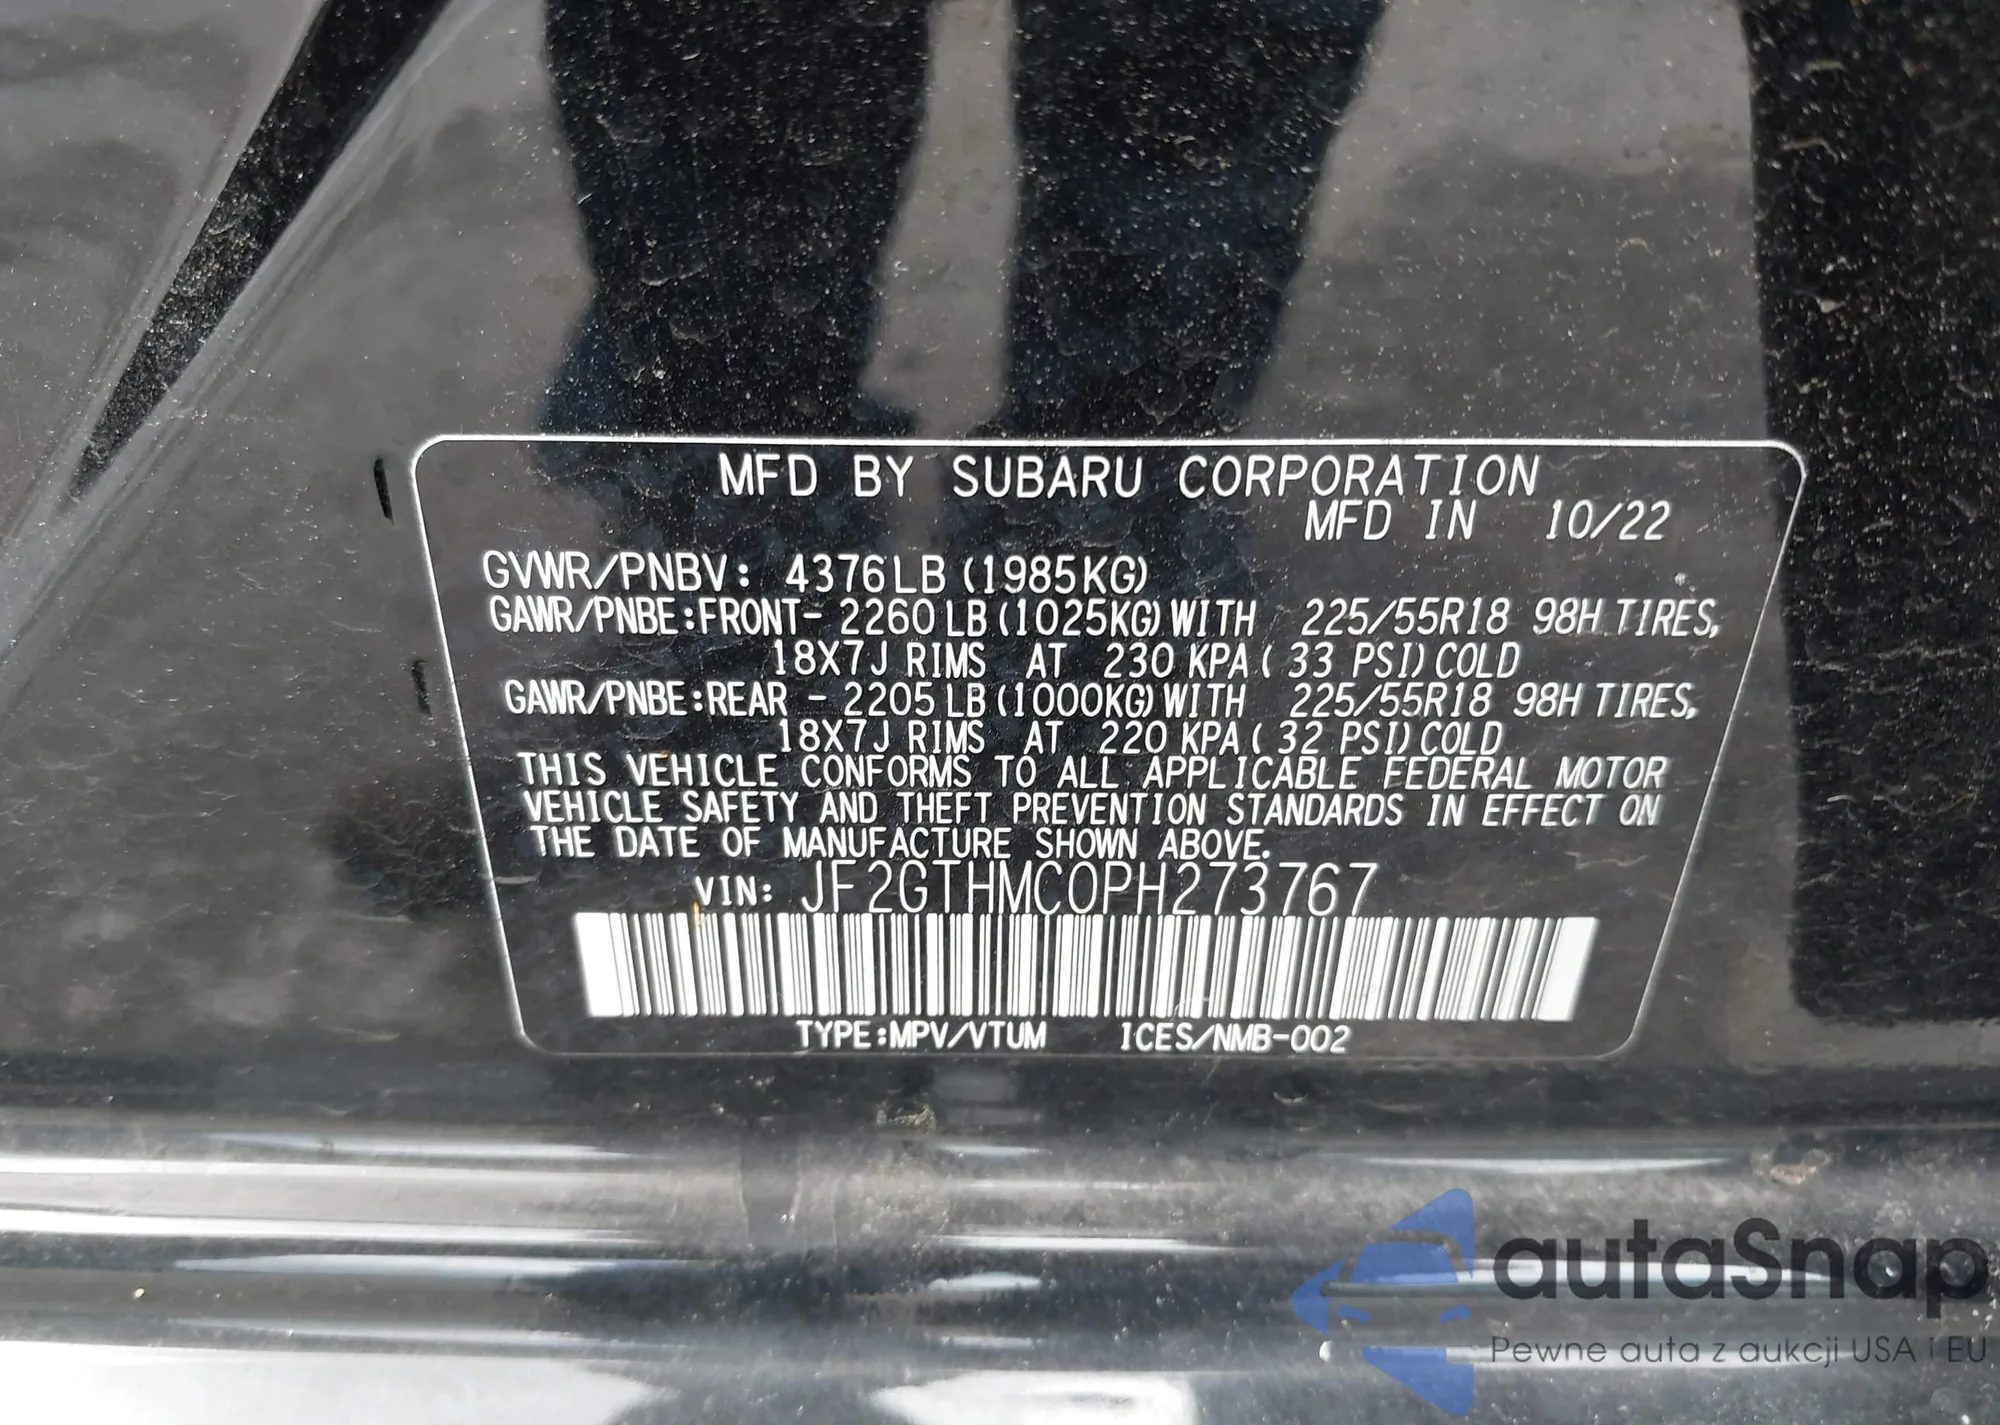 MFD BY SUBARU CORPORATION
MFD IN 10/22
GVWR/PNBV: 4376LB (1985KG)
GAWR/PNBE:FRONT- 2260 LB (1025KG) WITH 225/55R18 98H TIRES,
18X7J RIMS AT 230 KPA ( 33 PSI) COLD
GAWR/PNBE:REAR - 2205 LB (1000KG) WITH 225/55R18 98H TIRES,
18X7J RIMS AT 220 KPA ( 32 PSI) COLD
THIS VEHICLE CONFORMS TO ALL APPLICABLE FEDERAL MOTOR
VEHICLE SAFETY AND THEFT PREVENTION STANDARDS IN EFFECT ON
THE DATE OF MANUFACTURE SHOWN ABOVE.
VIN: JF2GTHMC0PH273767
TYPE:MPV/VTUM ICES/NMB-002
autaSnap
Pewne auta z aukcji USA i EU